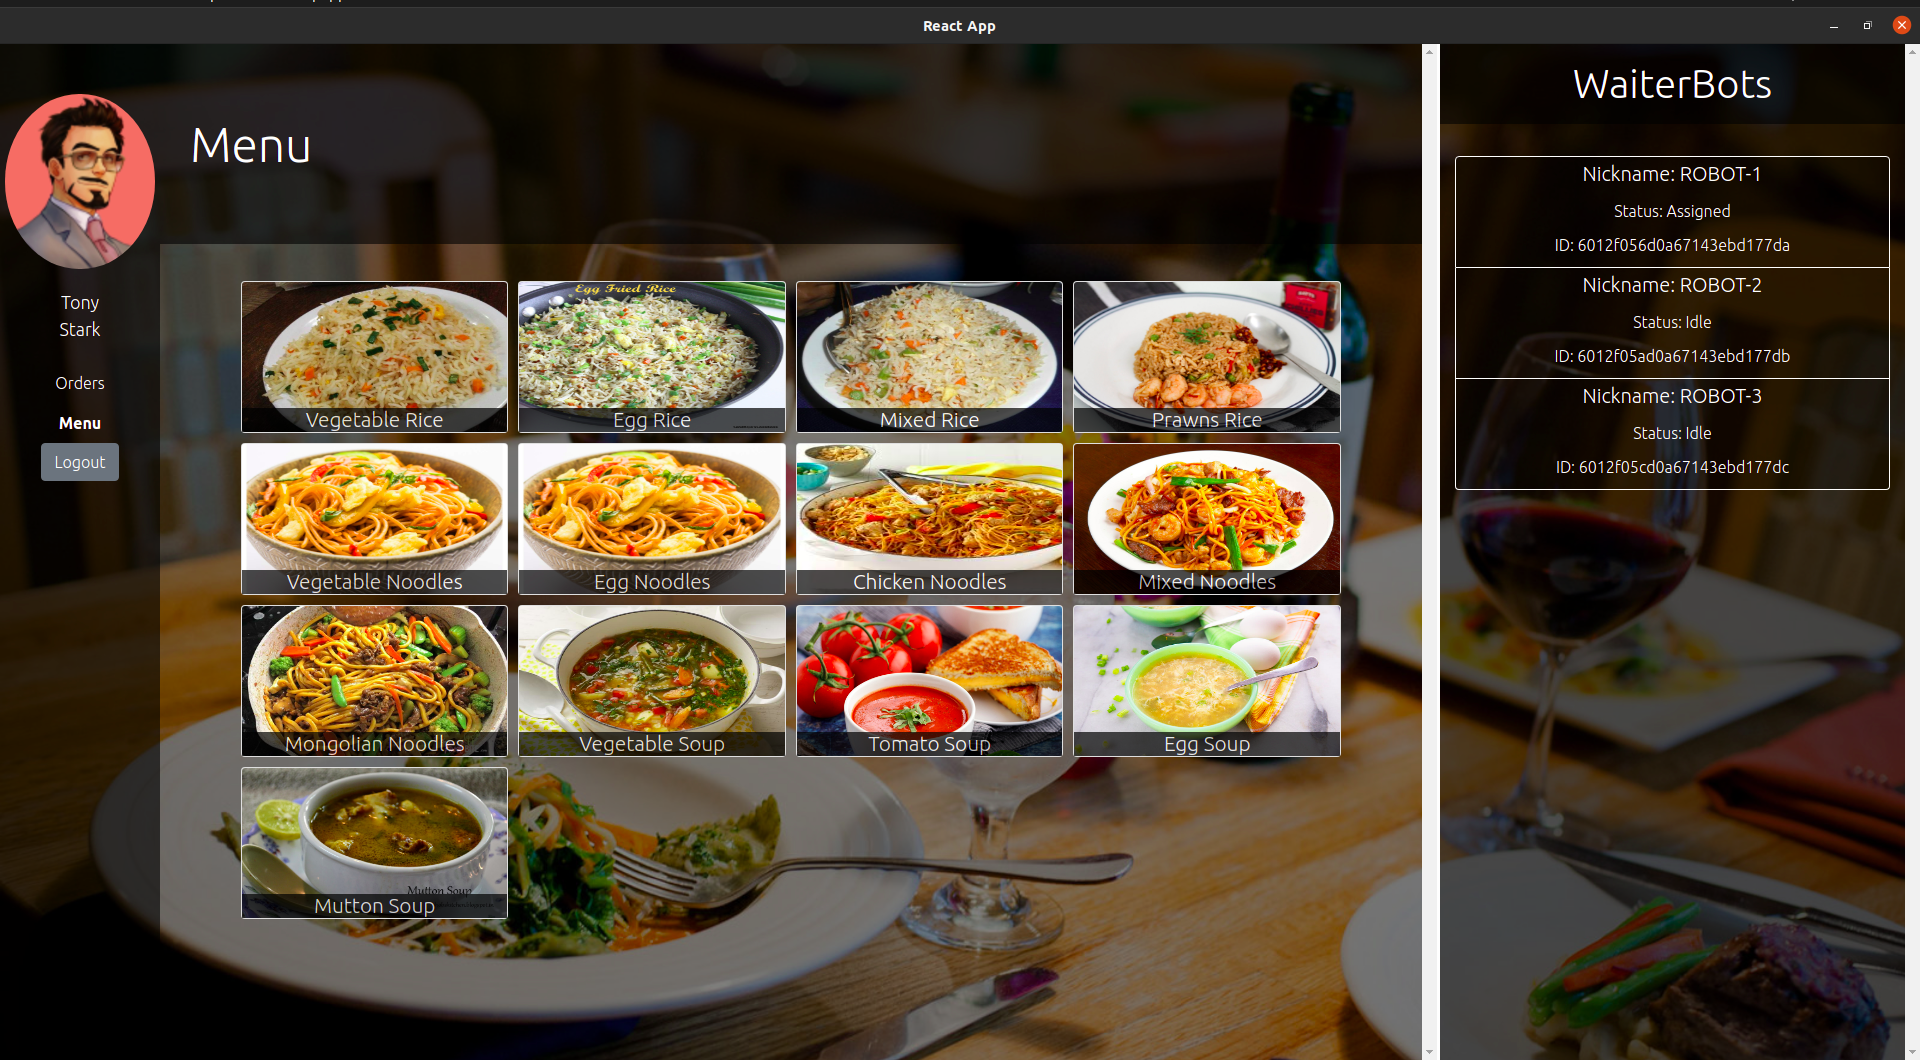 React App
Tony
Stark
Orders
Menu
Logout
Menu
Egg Fried Rice
Vegetable Rice
Egg Rice
Mixed Rice
Prawns Rice
Vegetable Noodles
Egg Noodles
Chicken Noodles
Mixed Noodles
Mongolian Noodles
Vegetable Soup
Tomato Soup
Egg Soup
Mutton Soup
Mutton Soup
WaiterBots
Nickname: ROBOT-1
Status: Assigned
ID: 6012f056d0a67143ebd177da
Nickname: ROBOT-2
Status: Idle
ID: 6012f05ad0a67143ebd177db
Nickname: ROBOT-3
Status: Idle
ID: 6012f05cd0a67143ebd177dc